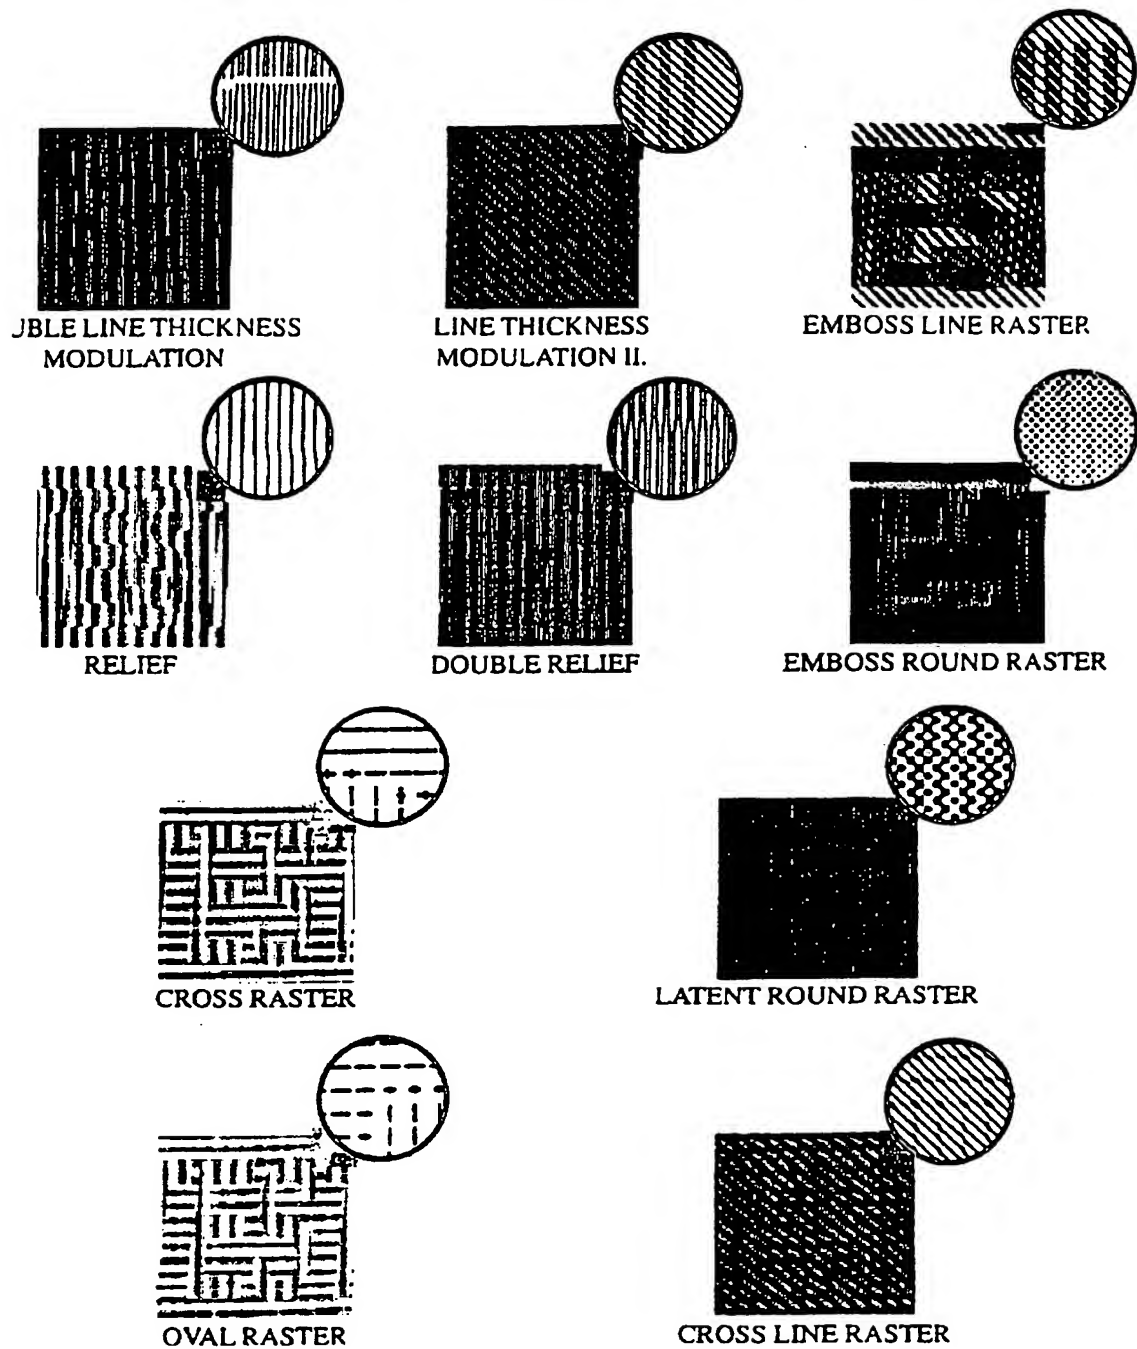 JBLE LINE THICKNESS
MODULATION
LINE THICKNESS
MODULATION II.
EMBOSS LINE RASTER
RELIEF
DOUBLE RELIEF
EMBOSS ROUND RASTER
CROSS RASTER
LATENT ROUND RASTER
OVAL RASTER
CROSS LINE RASTER